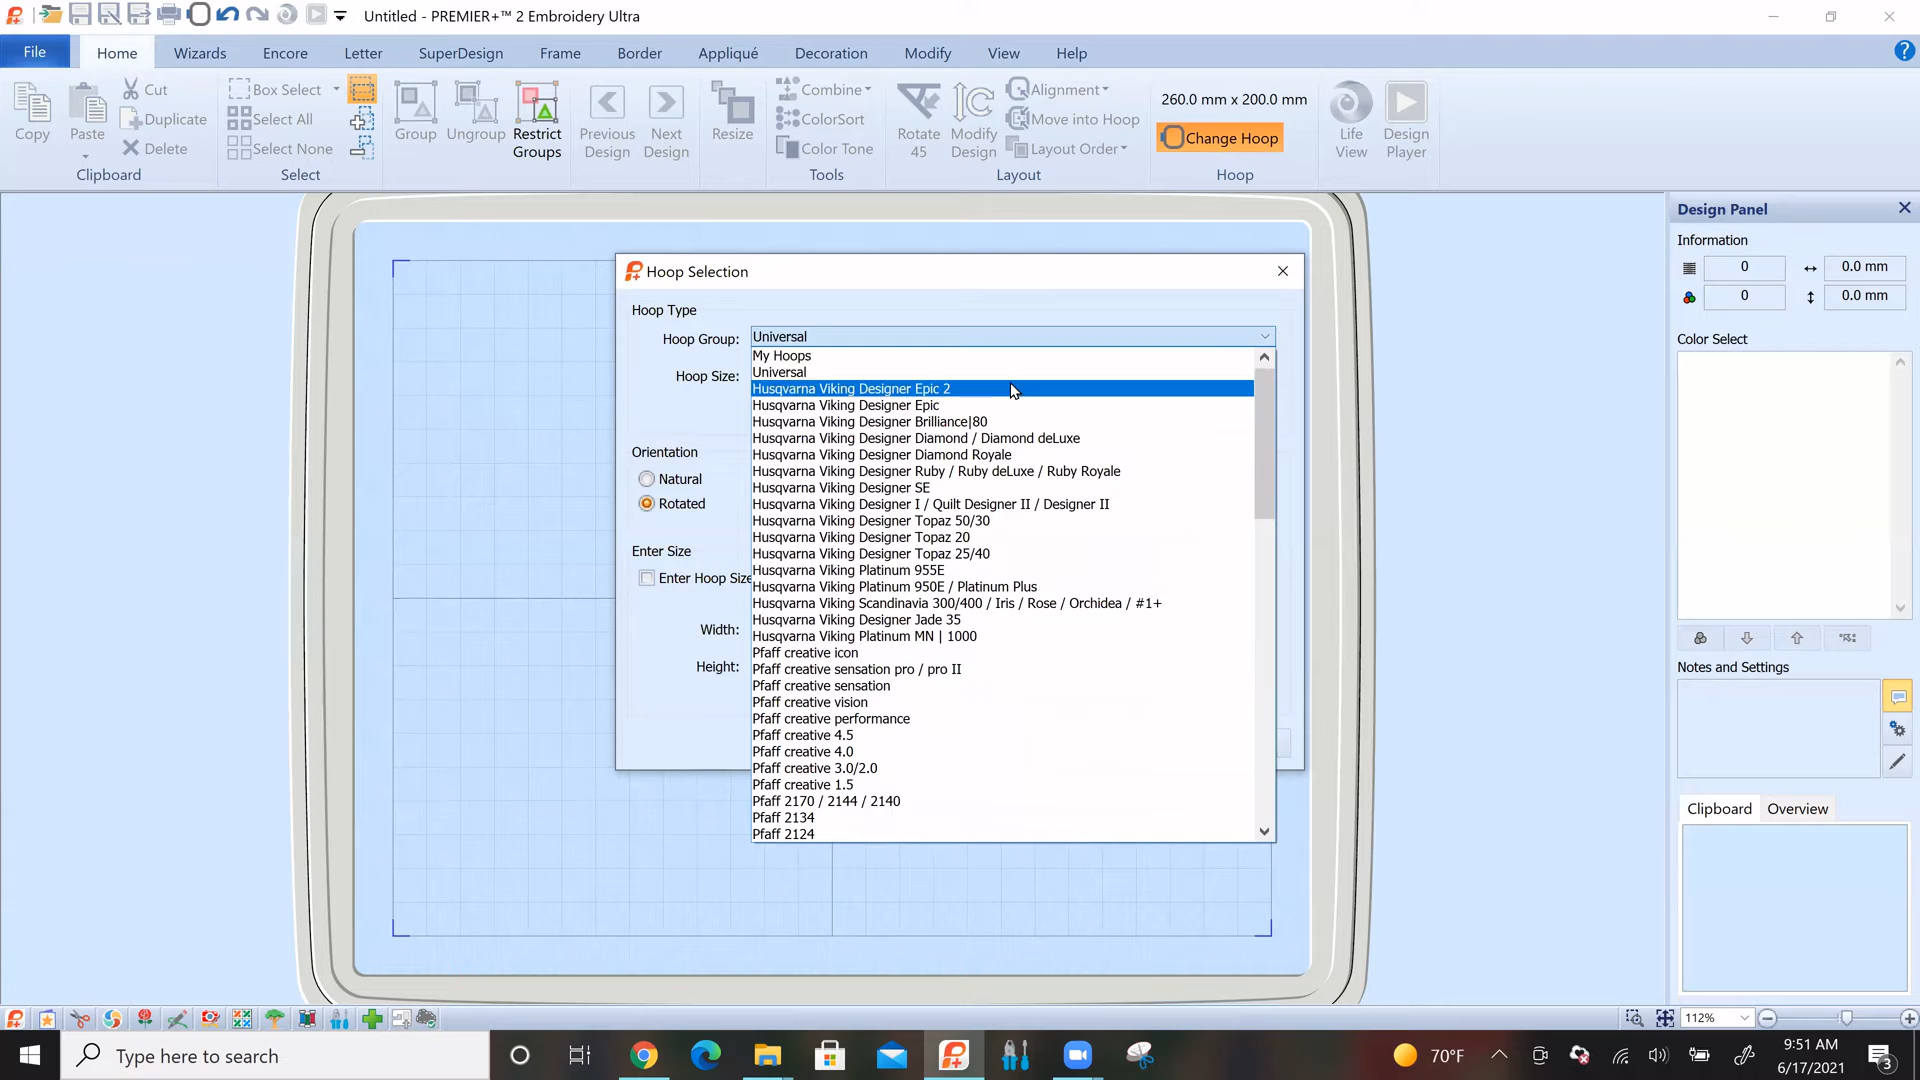 Untitled - PREMIER+™ 2 Embroidery Ultra
File Home Wizards Encore Letter SuperDesign Frame Border Appliqué Decoration Modify View Help
Copy
Paste
Cut
Duplicate
Delete
Clipboard
Box Select
Select All
Select None
Select
Group
Ungroup
Restrict Groups
Previous Design
Next Design
Resize
Combine
ColorSort
Color Tone
Tools
Rotate 45
Modify Design
Alignment
Move into Hoop
Layout Order
Layout
260.0 mm x 200.0 mm
Change Hoop
Hoop
Life View
Design Player
Hoop Selection
Hoop Type
Hoop Group: Universal
Hoop Size:
My Hoops
Universal
Husqvarna Viking Designer Epic 2
Husqvarna Viking Designer Epic
Husqvarna Viking Designer Brilliance|80
Husqvarna Viking Designer Diamond / Diamond deLuxe
Husqvarna Viking Designer Diamond Royale
Husqvarna Viking Designer Ruby / Ruby deLuxe / Ruby Royale
Husqvarna Viking Designer SE
Husqvarna Viking Designer I / Quilt Designer II / Designer II
Husqvarna Viking Designer Topaz 50/30
Husqvarna Viking Designer Topaz 20
Husqvarna Viking Designer Topaz 25/40
Husqvarna Viking Platinum 955E
Husqvarna Viking Platinum 950E / Platinum Plus
Husqvarna Viking Scandinavia 300/400 / Iris / Rose / Orchidea / #1+
Husqvarna Viking Designer Jade 35
Husqvarna Viking Platinum MN | 1000
Pfaff creative icon
Pfaff creative sensation pro / pro II
Pfaff creative sensation
Pfaff creative vision
Pfaff creative performance
Pfaff creative 4.5
Pfaff creative 4.0
Pfaff creative 3.0/2.0
Pfaff creative 1.5
Pfaff 2170 / 2144 / 2140
Pfaff 2134
Pfaff 2124
Orientation
Natural
Rotated
Enter Size
Enter Hoop Size
Width:
Height:
Design Panel
Information
0 0.0 mm
0 0.0 mm
Color Select
Notes and Settings
Clipboard Overview
112%
Type here to search
70°F
9:51 AM
6/17/2021
3